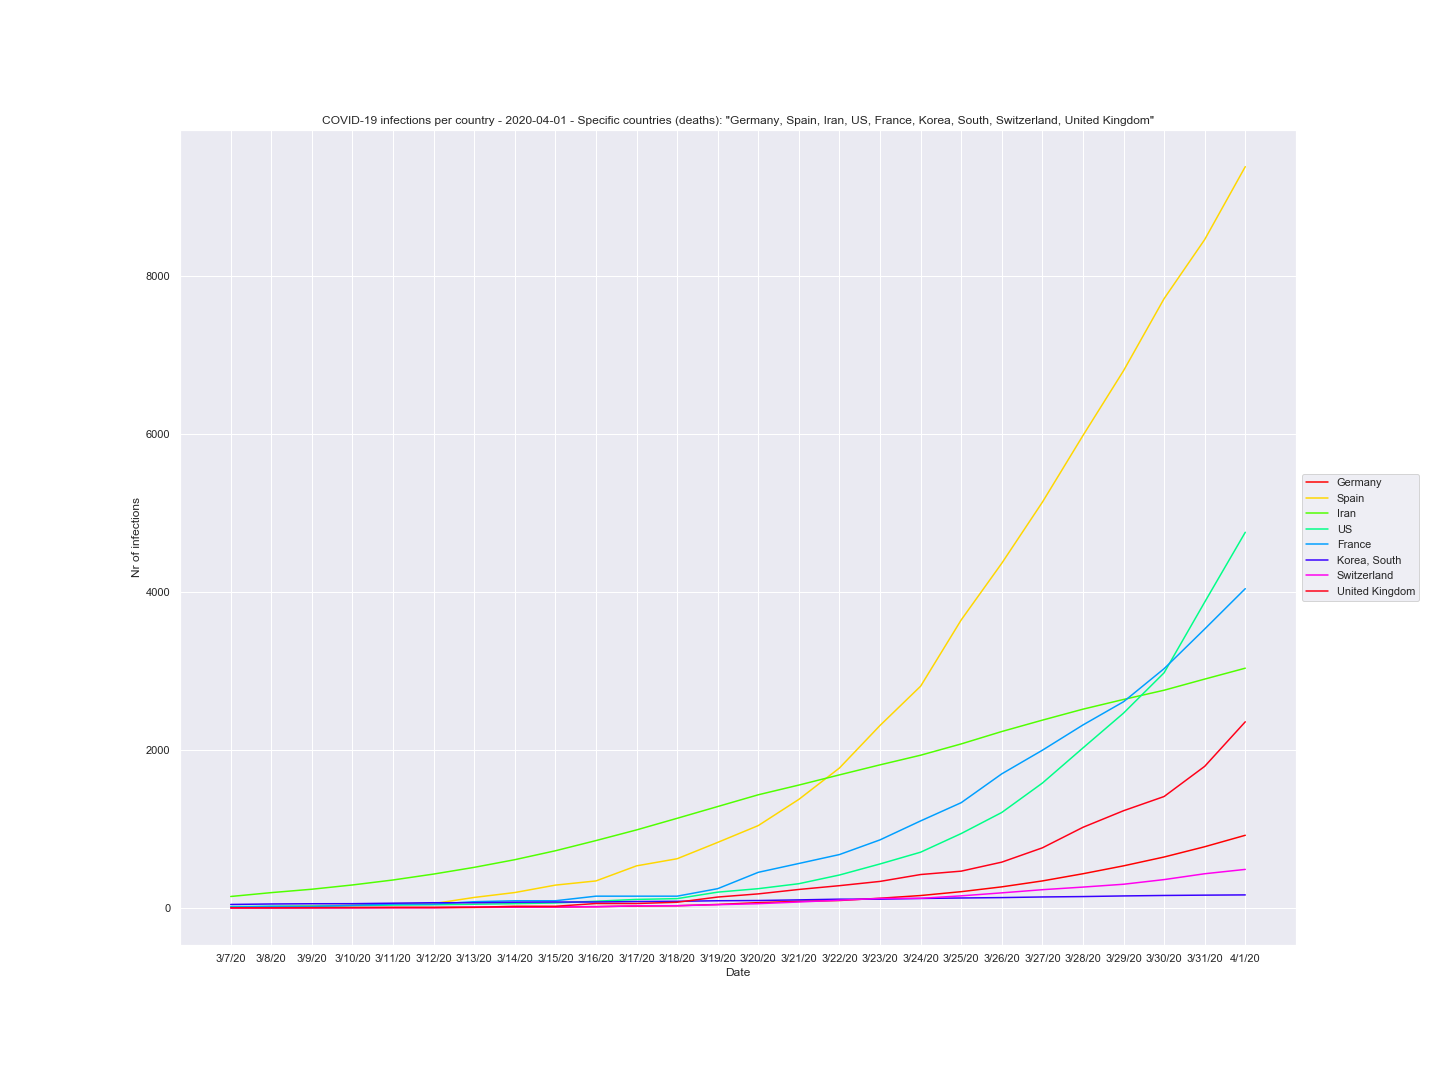 COVID-19 infections per country - 2020-04-01 - Specific countries (deaths): "Germany, Spain, Iran, US, France, Korea, South, Switzerland, United Kingdom"
Nr of infections
8000
6000
4000
2000
0
3/7/20 3/8/20 3/9/20 3/10/20 3/11/20 3/12/20 3/13/20 3/14/20 3/15/20 3/16/20 3/17/20 3/18/20 3/19/20 3/20/20 3/21/20 3/22/20 3/23/20 3/24/20 3/25/20 3/26/20 3/27/20 3/28/20 3/29/20 3/30/20 3/31/20 4/1/20
Date
Germany
Spain
Iran
US
France
Korea, South
Switzerland
United Kingdom